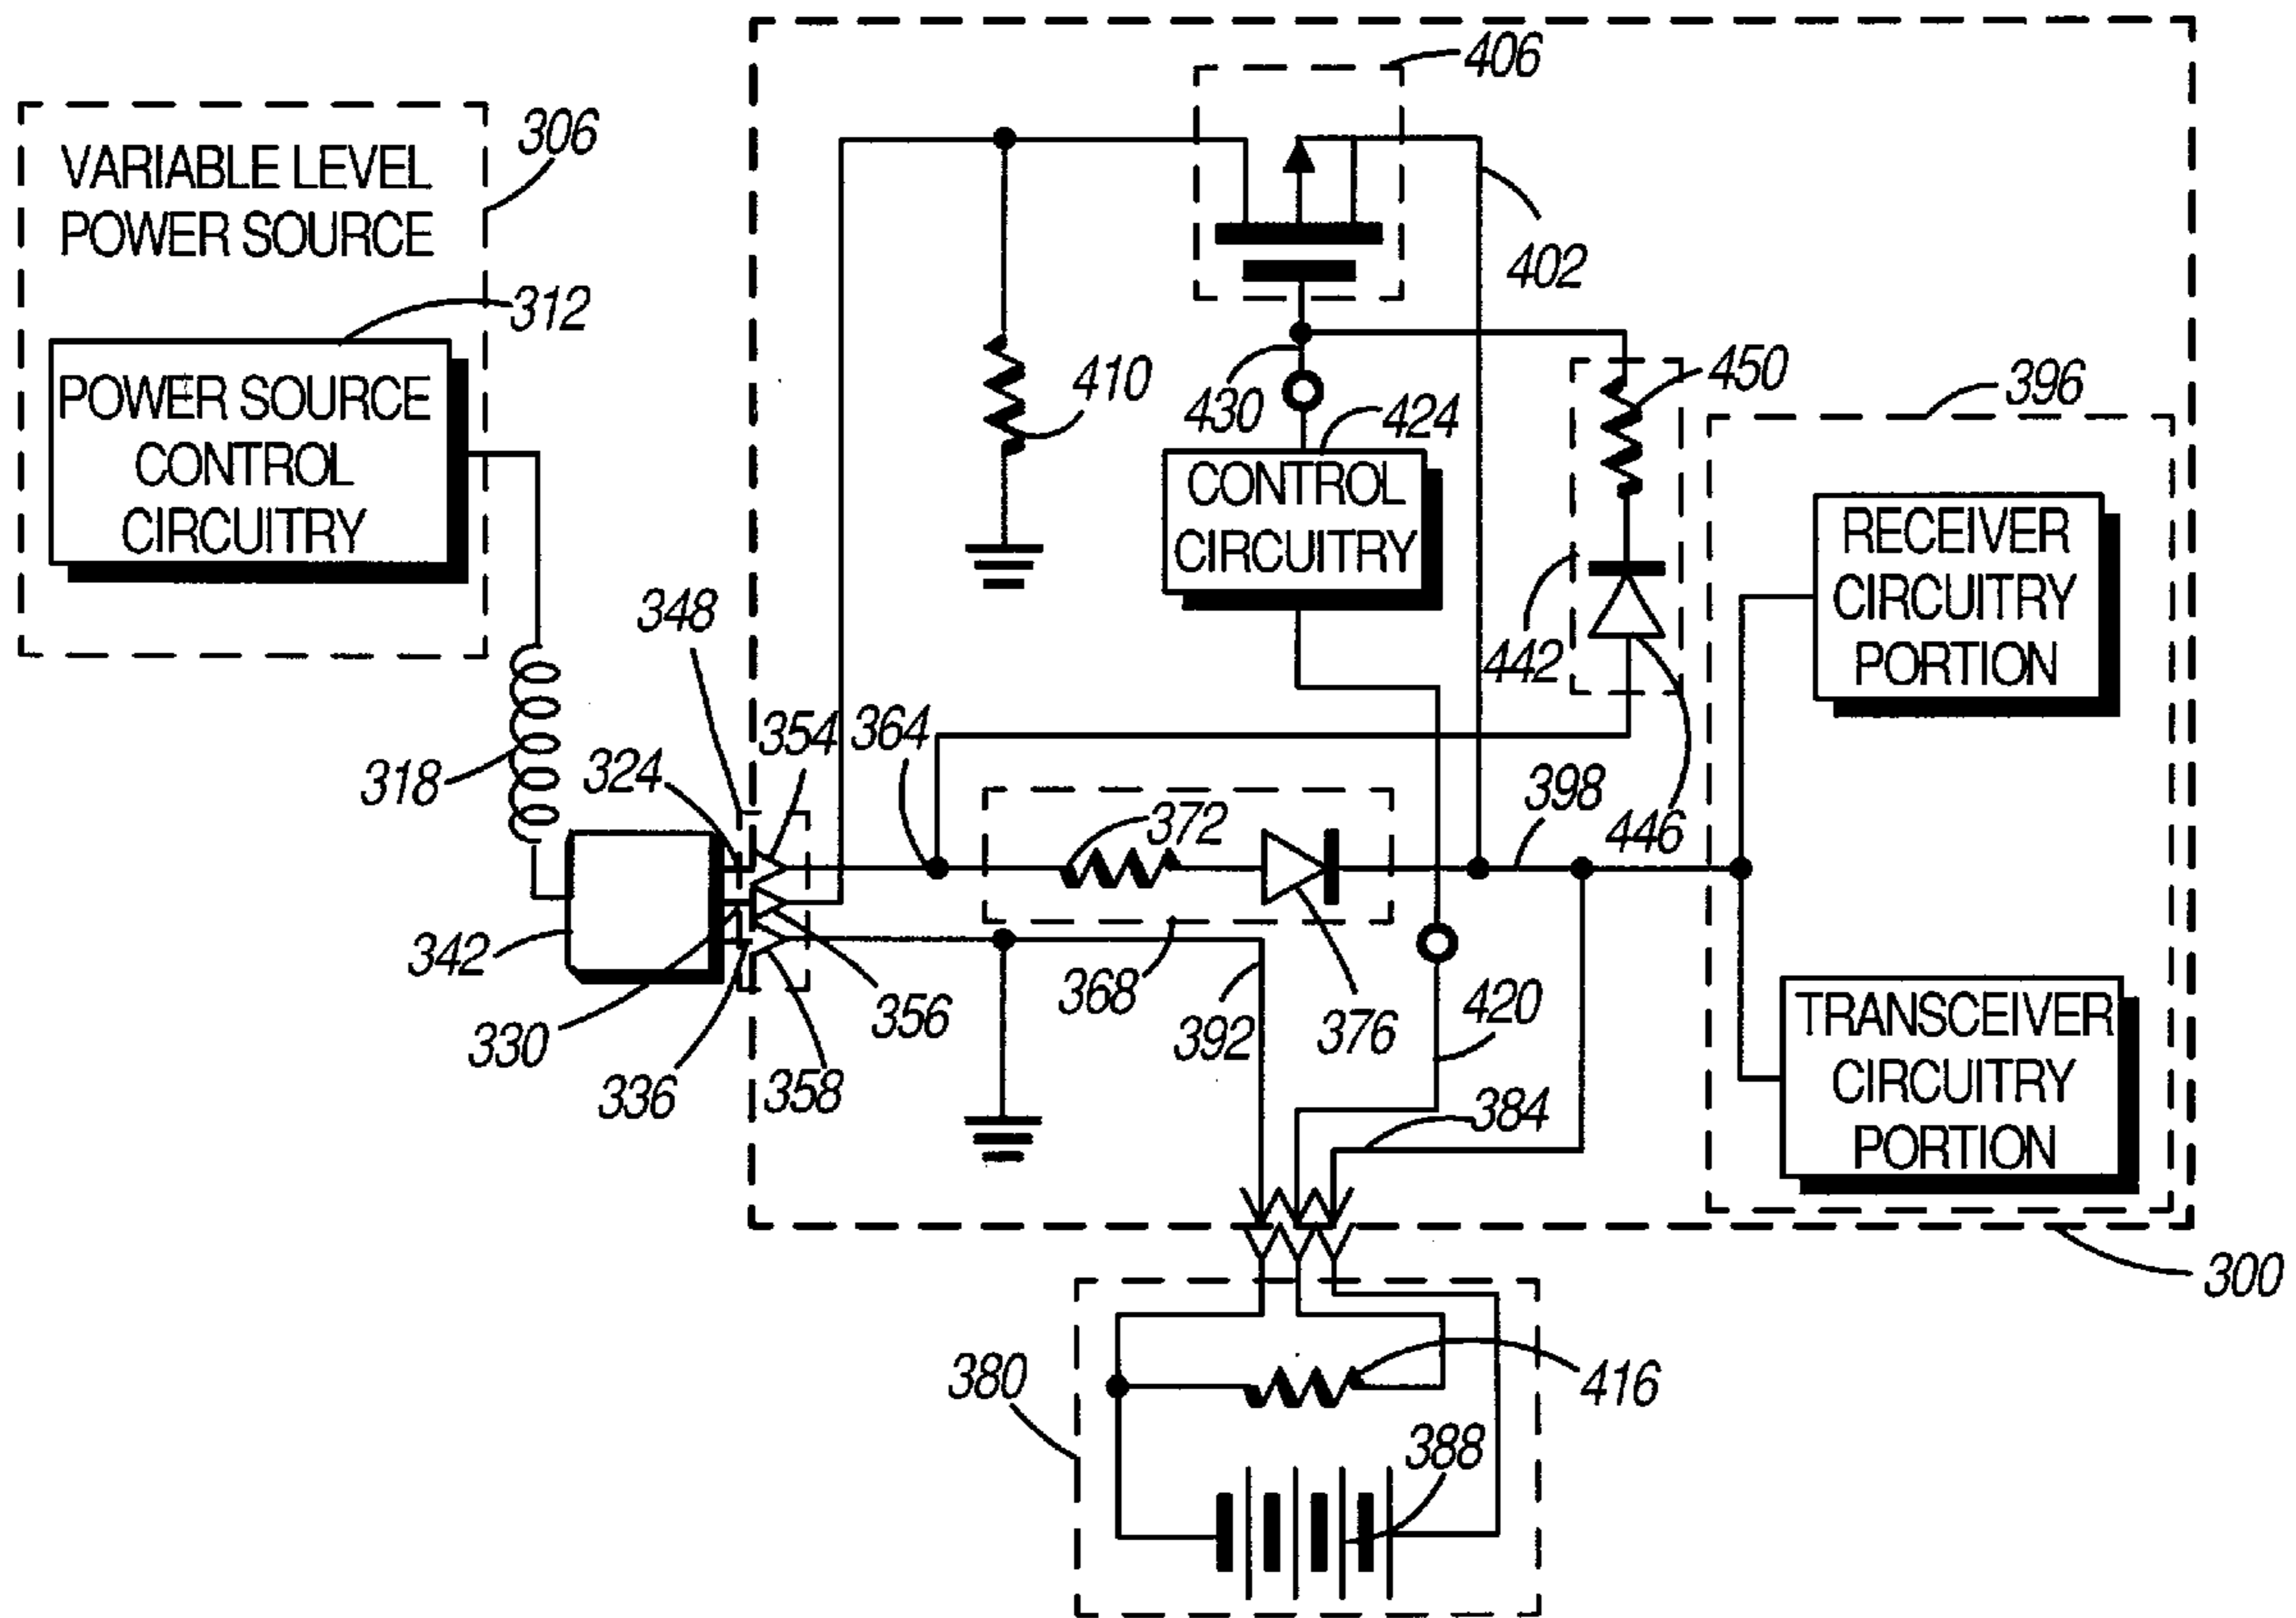 406
306
VARIABLE LEVEL
POWER SOURCE
402
312
POWER SOURCE
CONTROL
CIRCUITRY
410
430
424
450
396
CONTROL
CIRCUITRY
RECEIVER
CIRCUITRY
PORTION
348
442
354
364
318
324
372
398
446
342
330
356
368
392
376
420
336
358
384
TRANSCEIVER
CIRCUITRY
PORTION
300
380
416
388